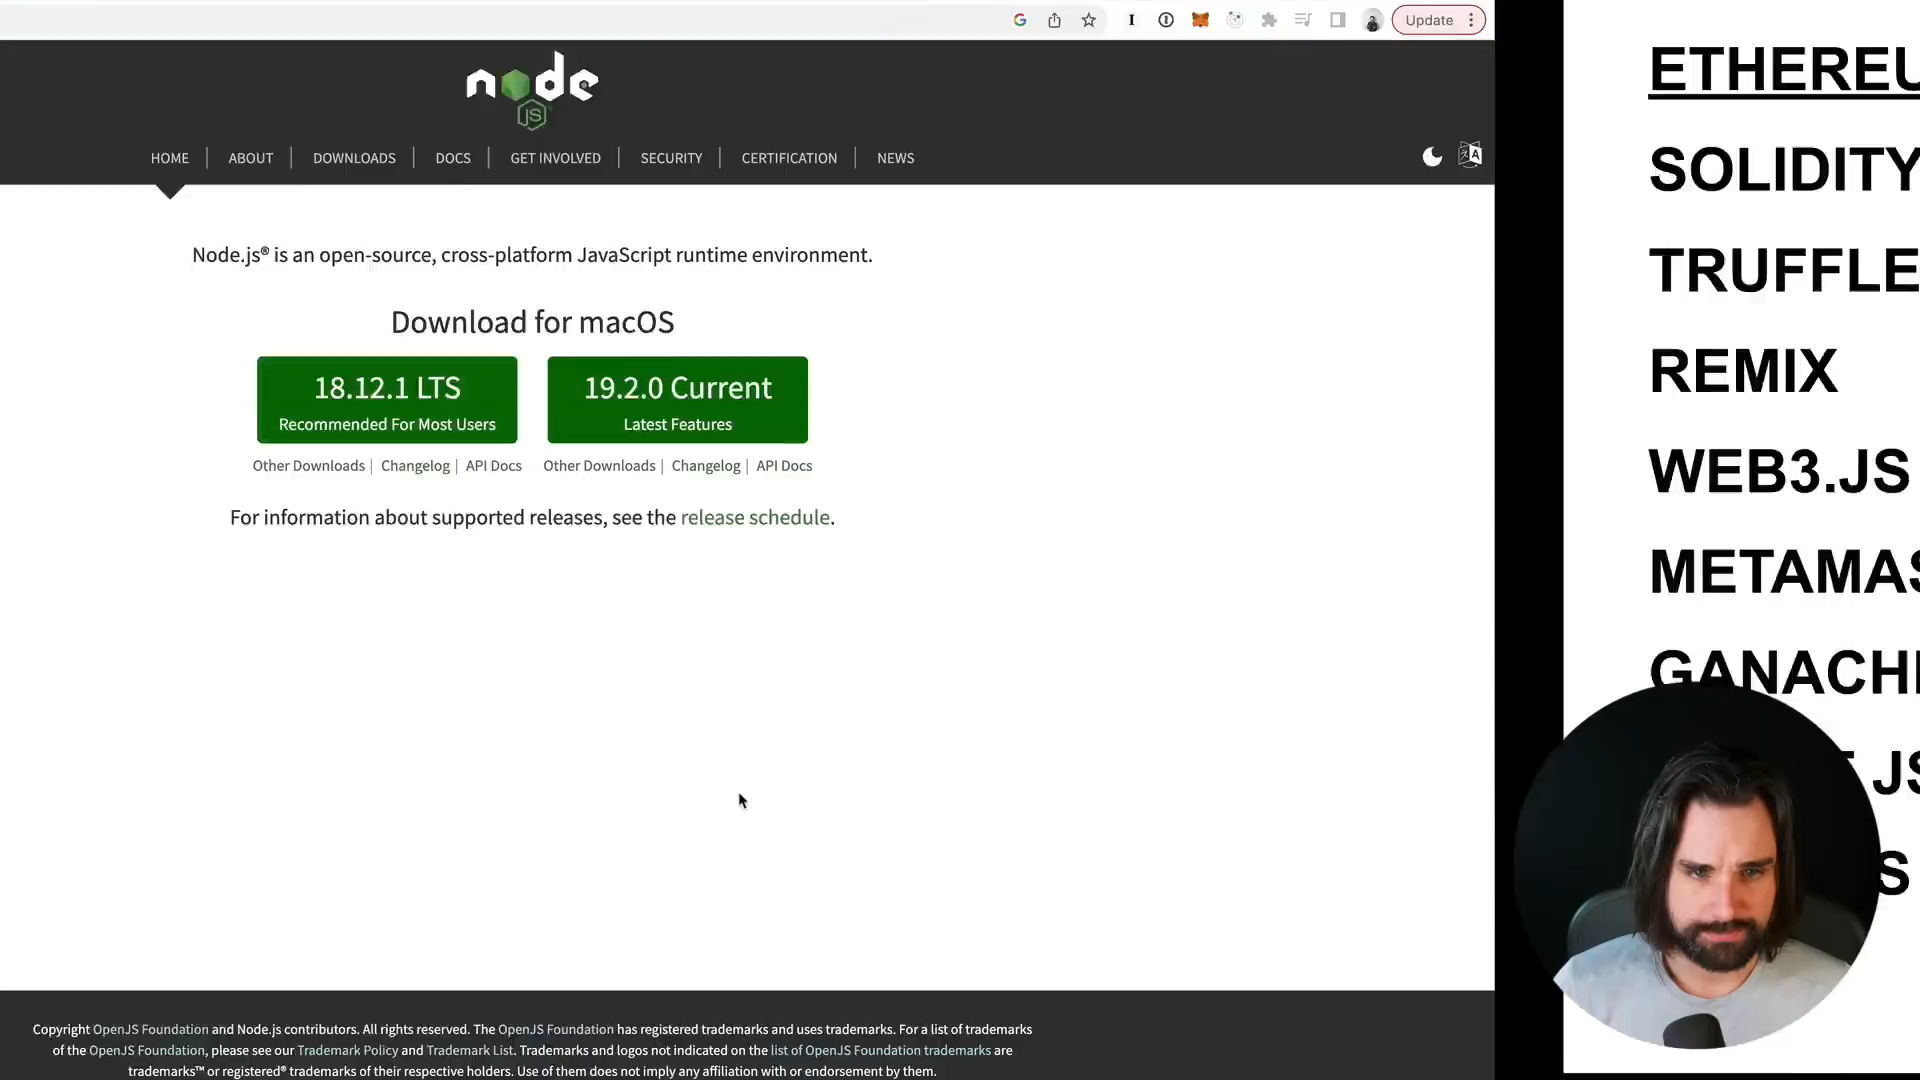 Update
node
JS
HOME
ABOUT
DOWNLOADS
DOCS
GET INVOLVED
SECURITY
CERTIFICATION
NEWS
Node.js® is an open-source, cross-platform JavaScript runtime environment.
Download for macOS
18.12.1 LTS
Recommended For Most Users
19.2.0 Current
Latest Features
Other Downloads | Changelog | API Docs
Other Downloads | Changelog | API Docs
For information about supported releases, see the release schedule.
Copyright OpenJS Foundation and Node.js contributors. All rights reserved. The OpenJS Foundation has registered trademarks and uses trademarks. For a list of trademarks
of the OpenJS Foundation, please see our Trademark Policy and Trademark List. Trademarks and logos not indicated on the list of OpenJS Foundation trademarks are
trademarks™ or registered® trademarks of their respective holders. Use of them does not imply any affiliation with or endorsement by them.
ETHEREU
SOLIDITY
TRUFFLE
REMIX
WEB3.JS
METAMAS
GANACH
JS
S